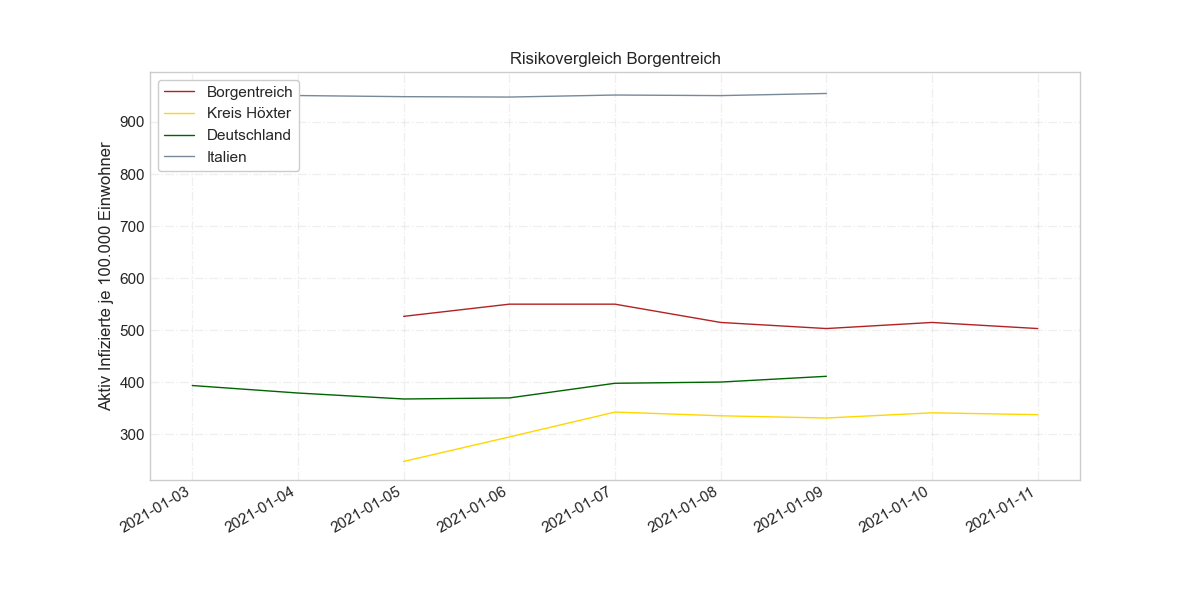 Risikovergleich Borgentreich
Borgentreich
Kreis Höxter
Deutschland
Italien
Aktiv Infizierte je 100.000 Einwohner
900
800
700
600
500
400
300
2021-01-03
2021-01-04
2021-01-05
2021-01-06
2021-01-07
2021-01-08
2021-01-09
2021-01-10
2021-01-11